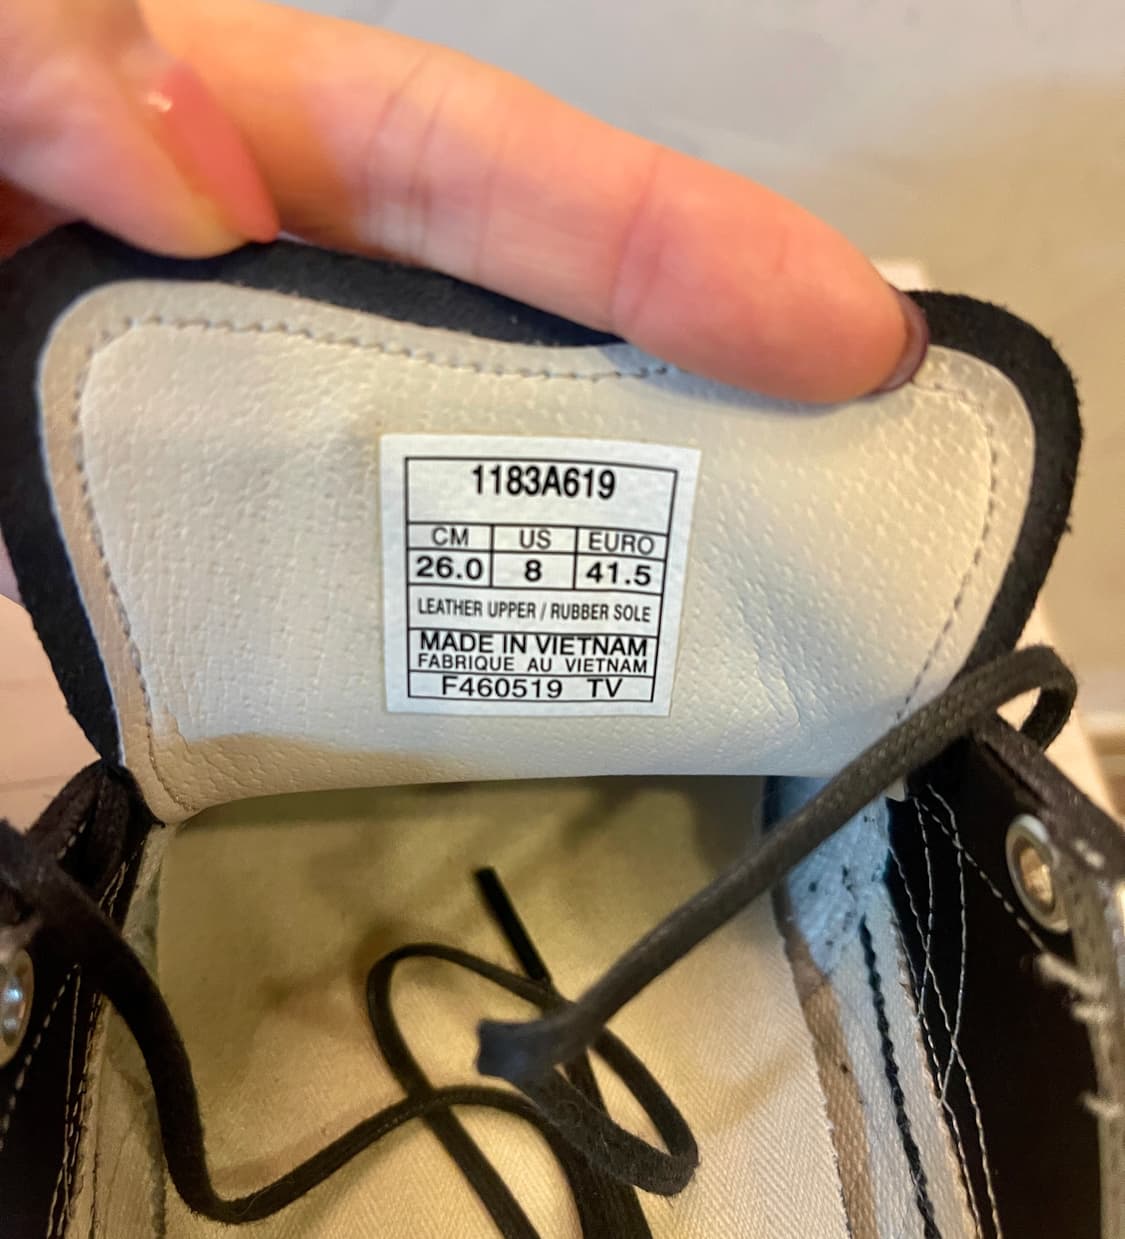 1183A619
CM US EURO
26.0 8 41.5
LEATHER UPPER / RUBBER SOLE
MADE IN VIETNAM
FABRIQUE AU VIETNAM
F460519 TV